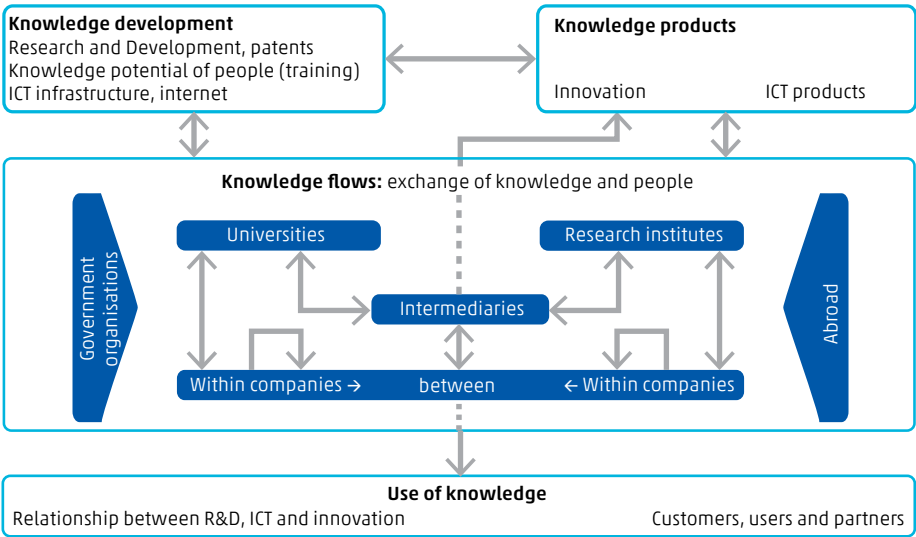 Knowledge development
Research and Development, patents
Knowledge potential of people (training)
ICT infrastructure, internet
Knowledge products
Innovation
ICT products
Knowledge flows: exchange of knowledge and people
Government
organisations
Universities
Research institutes
Intermediaries
Abroad
Within companies → between ← Within companies
Use of knowledge
Relationship between R&D, ICT and innovation
Customers, users and partners